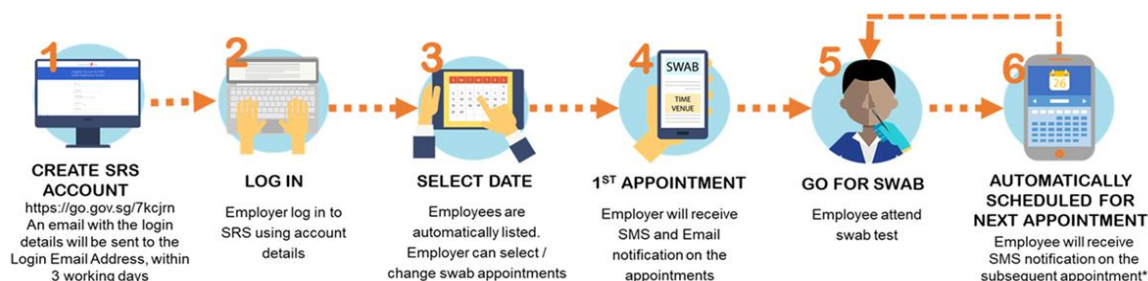 1
CREATE SRS
ACCOUNT
https://go.gov.sg/7kcjrn
An email with the login
details will be sent to the
Login Email Address, within
3 working days
2
LOG IN
Employer log in to
SRS using account
details
3
SELECT DATE
Employees are
automatically listed.
Employer can select /
change swab appointments
4
SWAB
TIME
VENUE
1ST APPOINTMENT
Employer will receive
SMS and Email
notification on the
appointments
5
GO FOR SWAB
Employee attend
swab test
6
26
AUTOMATICALLY
SCHEDULED FOR
NEXT APPOINTMENT
Employee will receive
SMS notification on the
subsequent appointment*